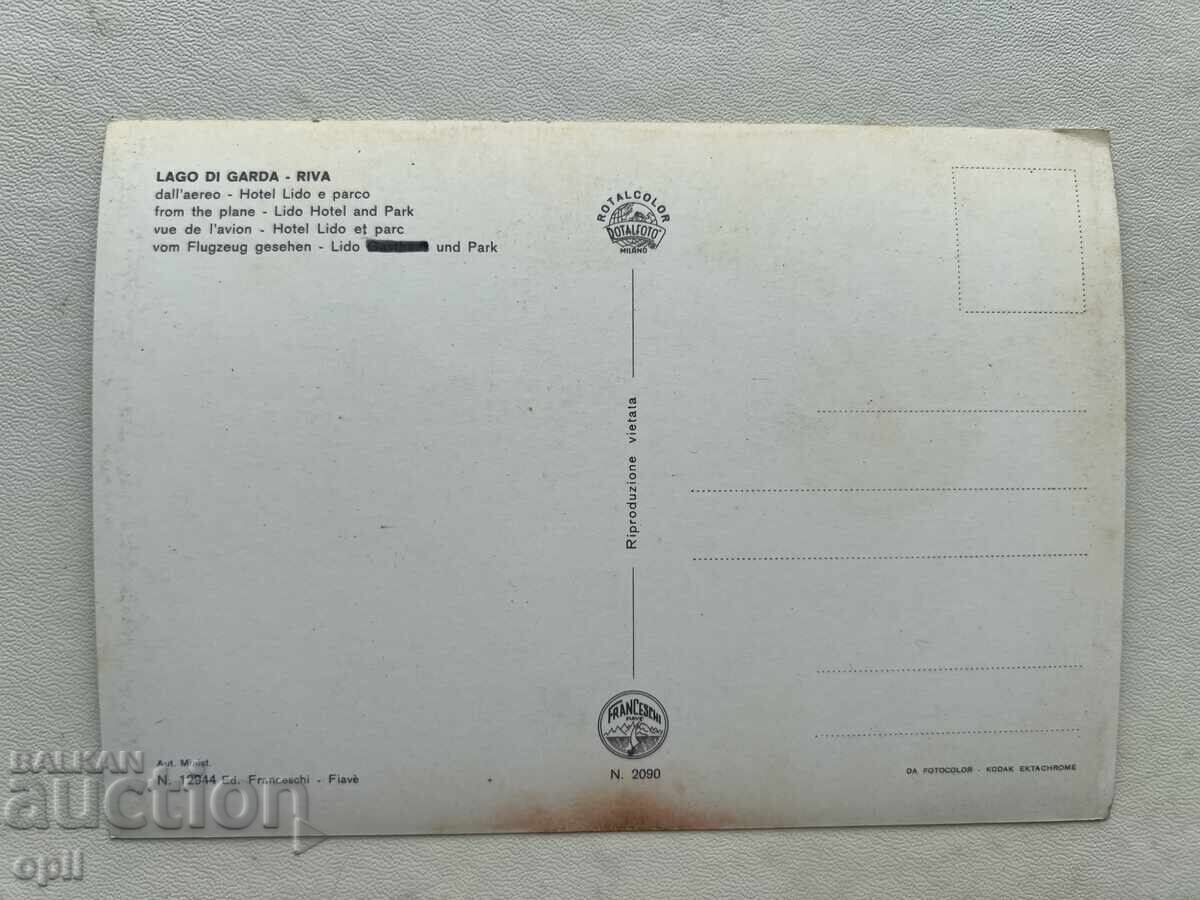 LAGO DI GARDA - RIVA
dall'aereo - Hotel Lido e parco
from the plane - Lido Hotel and Park
vue de l'avion - Hotel Lido et parc
vom Flugzeug gesehen - Lido und Park
ROTALCOLOR
ROTALFOTO
MILANO
Riproduzione vietata
FRANCESCHI
FIAVÈ
N. 2090
Aut. Minist.
N. 12944 Ed. Franceschi - Fiavè
DA FOTOCOLOR - KODAK EKTACHROME
BALKAN
auction
opll